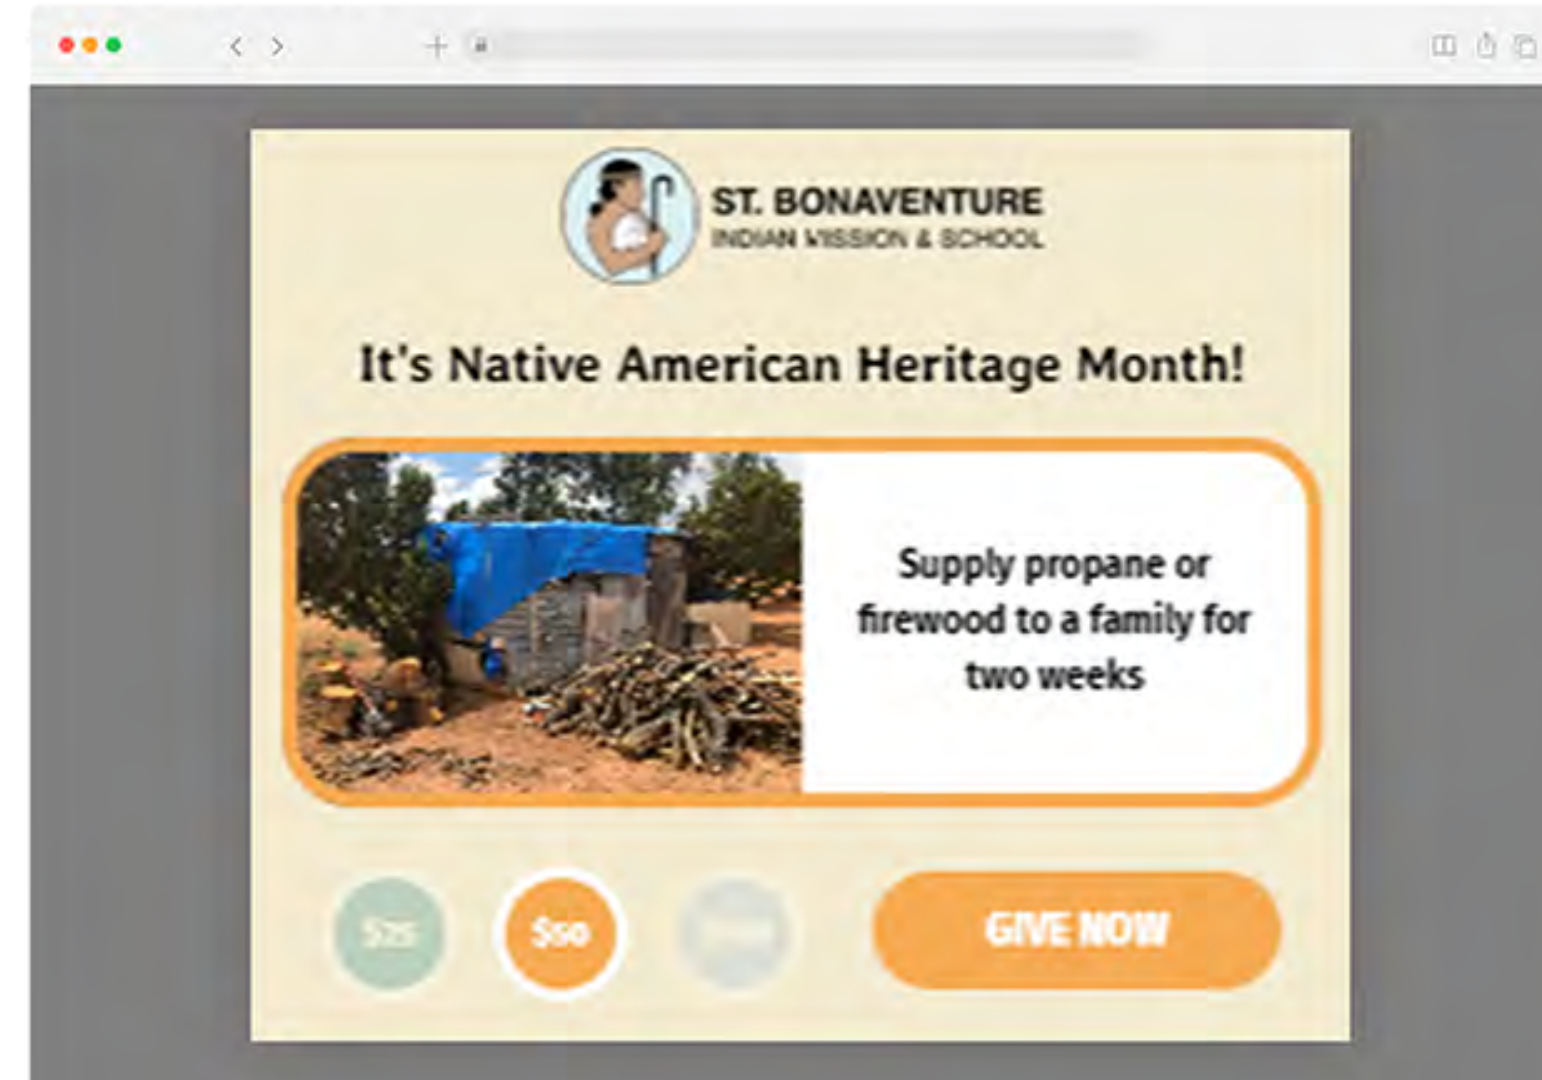 ST. BONAVENTURE
INDIAN MISSION & SCHOOL
It's Native American Heritage Month!
Supply propane or
firewood to a family for
two weeks
$25 $50
GIVE NOW